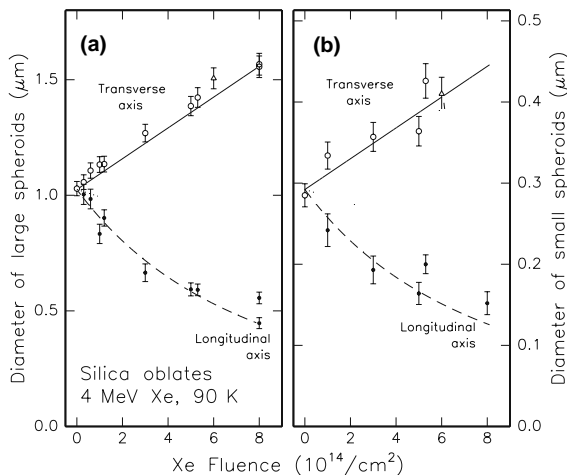 (a)
(b)
Diameter of large spheroids (μm)
Diameter of small spheroids (μm)
1.5
1.0
0.5
0.0
0.5
0.4
0.3
0.2
0.1
0.0
Transverse
axis
Longitudinal
axis
Silica oblates
4 MeV Xe, 90 K
Transverse
axis
Longitudinal
axis
0 2 4 6 8
0 2 4 6 8
Xe Fluence (10¹⁴/cm²)